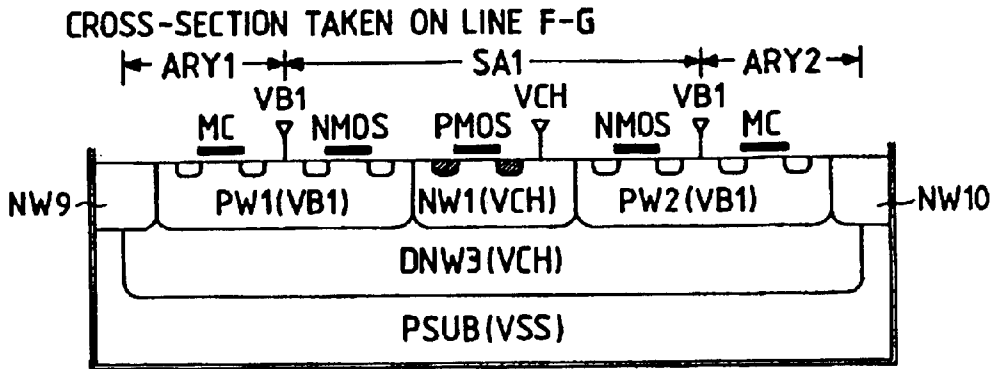 CROSS-SECTION TAKEN ON LINE F-G
ARY1 SA1 ARY2
VB1 VCH VB1
MC NMOS PMOS NMOS MC
NW9 PW1(VB1) NW1(VCH) PW2(VB1) NW10
DNW3(VCH)
PSUB(VSS)